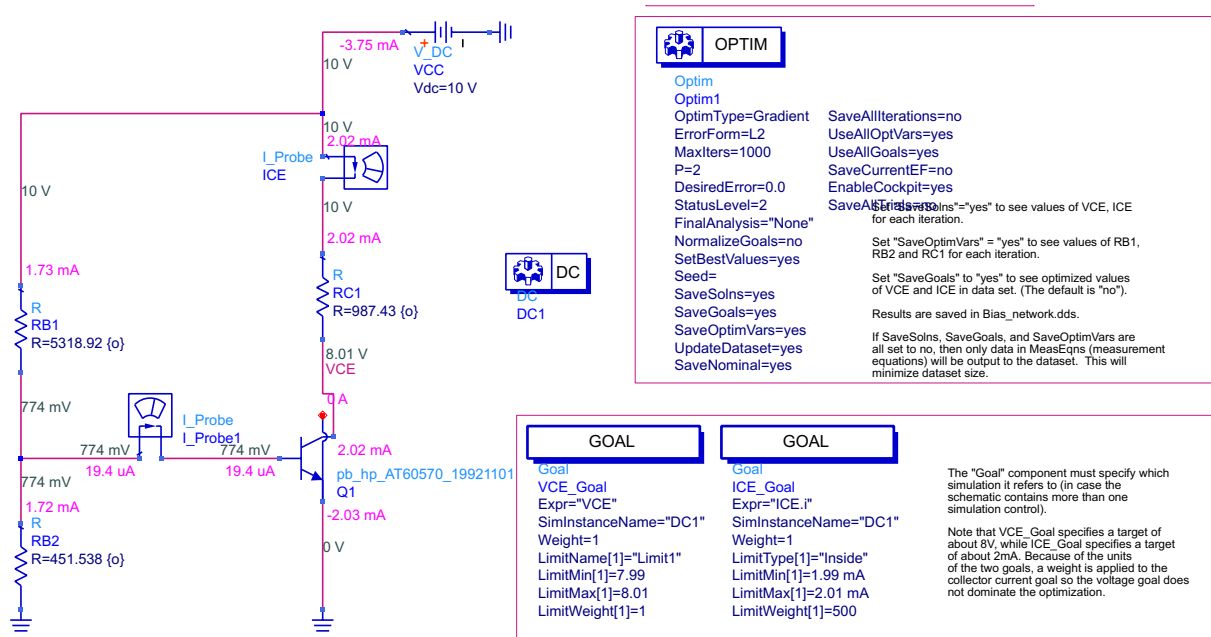 -3.75 mA
V_DC
VCC
Vdc=10 V
10 V
10 V
2.02 mA
I_Probe
ICE
10 V
10 V
2.02 mA
1.73 mA
R
RC1
R=987.43 {o}
R
RB1
R=5318.92 {o}
8.01 V
VCE
0 A
774 mV
I_Probe
I_Probe1
774 mV
774 mV
19.4 uA
19.4 uA
2.02 mA
pb_hp_AT60570_19921101
Q1
774 mV
1.72 mA
-2.03 mA
R
RB2
R=451.538 {o}
0 V
DC
DC
DC1
OPTIM
Optim
Optim1
OptimType=Gradient
ErrorForm=L2
MaxIters=1000
P=2
DesiredError=0.0
StatusLevel=2
FinalAnalysis="None"
NormalizeGoals=no
SetBestValues=yes
Seed=
SaveSolns=yes
SaveGoals=yes
SaveOptimVars=yes
UpdateDataset=yes
SaveNominal=yes
SaveAllIterations=no
UseAllOptVars=yes
UseAllGoals=yes
SaveCurrentEF=no
EnableCockpit=yes
SaveAllTrials=no
Set "SaveSolns"="yes" to see values of VCE, ICE
for each iteration.
Set "SaveOptimVars" = "yes" to see values of RB1,
RB2 and RC1 for each iteration.
Set "SaveGoals" to "yes" to see optimized values
of VCE and ICE in data set. (The default is "no").
Results are saved in Bias_network.dds.
If SaveSolns, SaveGoals, and SaveOptimVars are
all set to no, then only data in MeasEqns (measurement
equations) will be output to the dataset. This will
minimize dataset size.
GOAL
Goal
VCE_Goal
Expr="VCE"
SimInstanceName="DC1"
Weight=1
LimitName[1]="Limit1"
LimitMin[1]=7.99
LimitMax[1]=8.01
LimitWeight[1]=1
GOAL
Goal
ICE_Goal
Expr="ICE.i"
SimInstanceName="DC1"
Weight=1
LimitType[1]="Inside"
LimitMin[1]=1.99 mA
LimitMax[1]=2.01 mA
LimitWeight[1]=500
The "Goal" component must specify which
simulation it refers to (in case the
schematic contains more than one
simulation control).
Note that VCE_Goal specifies a target of
about 8V, while ICE_Goal specifies a target
of about 2mA. Because of the units
of the two goals, a weight is applied to the
collector current goal so the voltage goal does
not dominate the optimization.